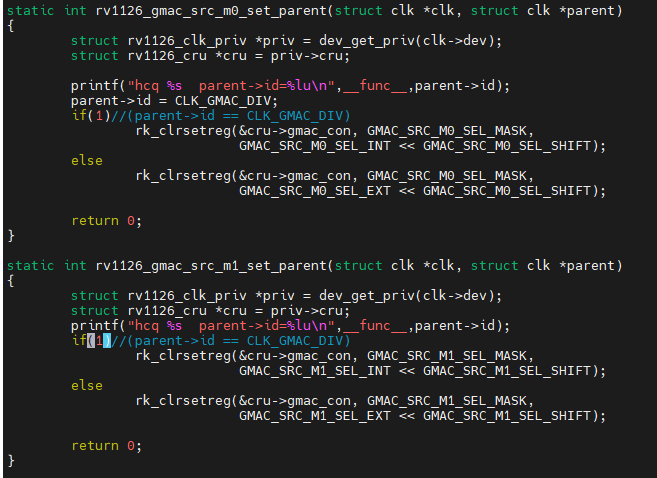 static int rv1126_gmac_src_m0_set_parent(struct clk *clk, struct clk *parent)
{
        struct rv1126_clk_priv *priv = dev_get_priv(clk->dev);
        struct rv1126_cru *cru = priv->cru;

        printf("hcq %s  parent->id=%lu\n",__func__,parent->id);
        parent->id = CLK_GMAC_DIV;
        if(1)//(parent->id == CLK_GMAC_DIV)
                rk_clrsetreg(&cru->gmac_con, GMAC_SRC_M0_SEL_MASK,
                             GMAC_SRC_M0_SEL_INT << GMAC_SRC_M0_SEL_SHIFT);
        else
                rk_clrsetreg(&cru->gmac_con, GMAC_SRC_M0_SEL_MASK,
                             GMAC_SRC_M0_SEL_EXT << GMAC_SRC_M0_SEL_SHIFT);

        return 0;
}

static int rv1126_gmac_src_m1_set_parent(struct clk *clk, struct clk *parent)
{
        struct rv1126_clk_priv *priv = dev_get_priv(clk->dev);
        struct rv1126_cru *cru = priv->cru;
        printf("hcq %s  parent->id=%lu\n",__func__,parent->id);
        if(1)//(parent->id == CLK_GMAC_DIV)
                rk_clrsetreg(&cru->gmac_con, GMAC_SRC_M1_SEL_MASK,
                             GMAC_SRC_M1_SEL_INT << GMAC_SRC_M1_SEL_SHIFT);
        else
                rk_clrsetreg(&cru->gmac_con, GMAC_SRC_M1_SEL_MASK,
                             GMAC_SRC_M1_SEL_EXT << GMAC_SRC_M1_SEL_SHIFT);

        return 0;
}